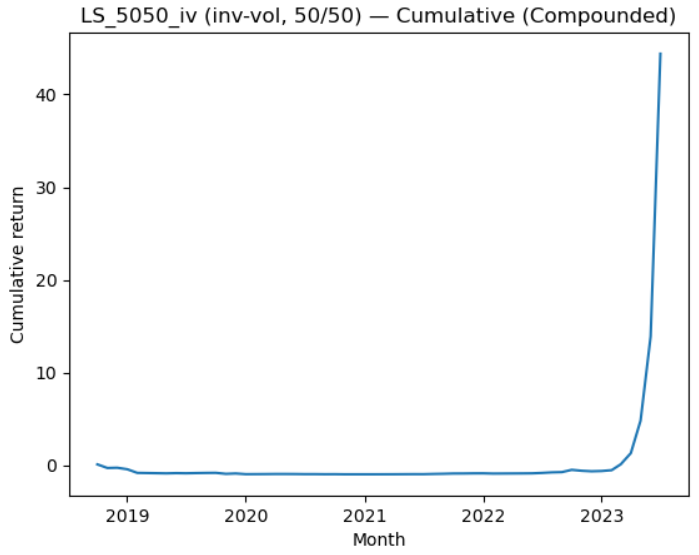 LS_5050_iv (inv-vol, 50/50) — Cumulative (Compounded)
Cumulative return
40
30
20
10
0
2019 2020 2021 2022 2023
Month